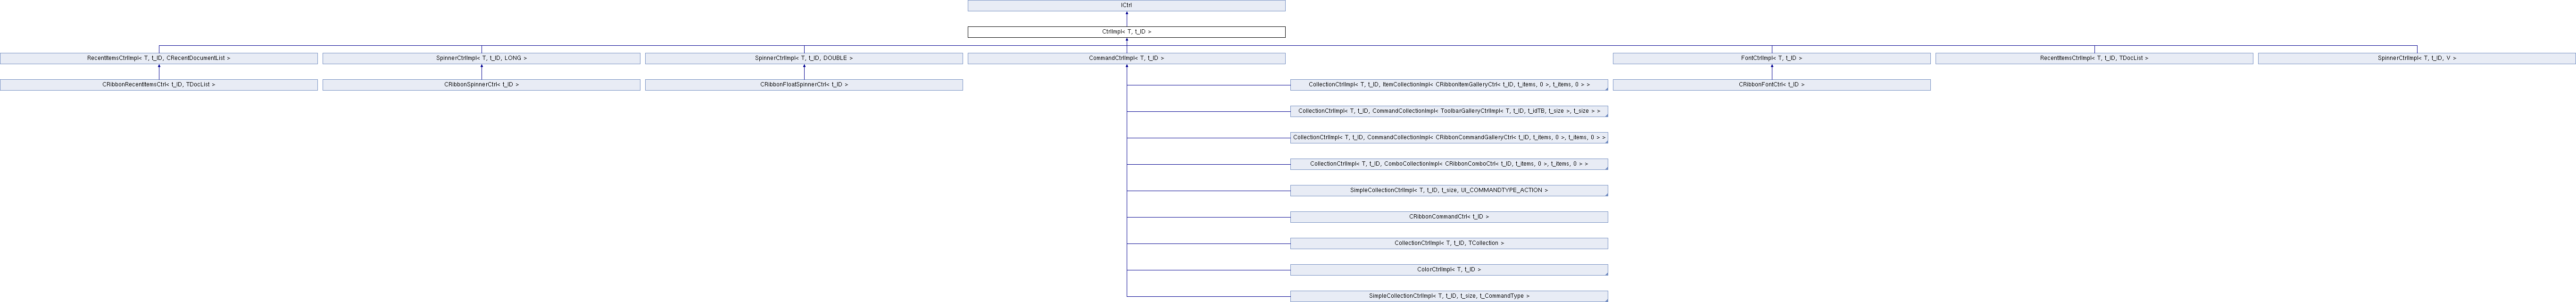 ICtrl
CtrlImpl< T, t_ID >
RecentItemsCtrlImpl< T, t_ID, CRecentDocumentList >
SpinnerCtrlImpl< T, t_ID, LONG >
SpinnerCtrlImpl< T, t_ID, DOUBLE >
CommandCtrlImpl< T, t_ID >
FontCtrlImpl< T, t_ID >
RecentItemsCtrlImpl< T, t_ID, TDocList >
SpinnerCtrlImpl< T, t_ID, V >
CRibbonRecentItemsCtrl< t_ID, TDocList >
CRibbonSpinnerCtrl< t_ID >
CRibbonFloatSpinnerCtrl< t_ID >
CollectionCtrlImpl< T, t_ID, ItemCollectionImpl< CRibbonItemGalleryCtrl< t_ID, t_items, 0 >, t_items, 0 > >
CRibbonFontCtrl< t_ID >
CollectionCtrlImpl< T, t_ID, CommandCollectionImpl< ToolbarGalleryCtrlImpl< T, t_ID, t_idTB, t_size >, t_size > >
CollectionCtrlImpl< T, t_ID, CommandCollectionImpl< CRibbonCommandGalleryCtrl< t_ID, t_items, 0 >, t_items, 0 > >
CollectionCtrlImpl< T, t_ID, ComboCollectionImpl< CRibbonComboCtrl< t_ID, t_items, 0 >, t_items, 0 > >
SimpleCollectionCtrlImpl< T, t_ID, t_size, UI_COMMANDTYPE_ACTION >
CRibbonCommandCtrl< t_ID >
CollectionCtrlImpl< T, t_ID, TCollection >
ColorCtrlImpl< T, t_ID >
SimpleCollectionCtrlImpl< T, t_ID, t_size, t_CommandType >